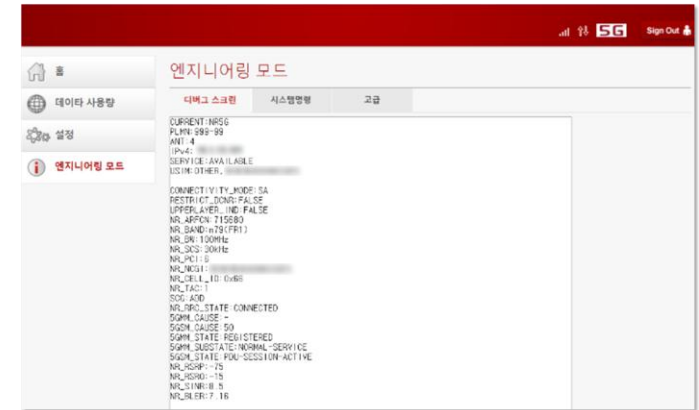 5G Sign Out
홈
데이타 사용량
설정
엔지니어링 모드
엔지니어링 모드
디버그 스크린 시스템명령 고급
CURRENT:NR5G
PLMN:999-99
ANT:4
IPv4:
SERVICE:AVAILABLE
USIM:OTHER,
CONNECTIVITY_MODE:SA
RESTRICT_DCNR:FALSE
UPPERLAYER_IND:FALSE
NR_ARFCN:715680
NR_BAND:n79(FR1)
NR_BW:100MHz
NR_SCS:30kHz
NR_PCI:
NR_NCGI:
NR_CELL_ID:0x66
NR_TAC:1
SCG:ADD
NR_RRC_STATE:CONNECTED
5GMM_CAUSE:-
5GSM_CAUSE:50
5GMM_STATE:REGISTERED
5GMM_SUBSTATE:NORMAL-SERVICE
5GSM_STATE:PDU-SESSION-ACTIVE
NR_RSRP:-75
NR_RSRQ:-15
NR_SINR:8.5
NR_BLER:7.16